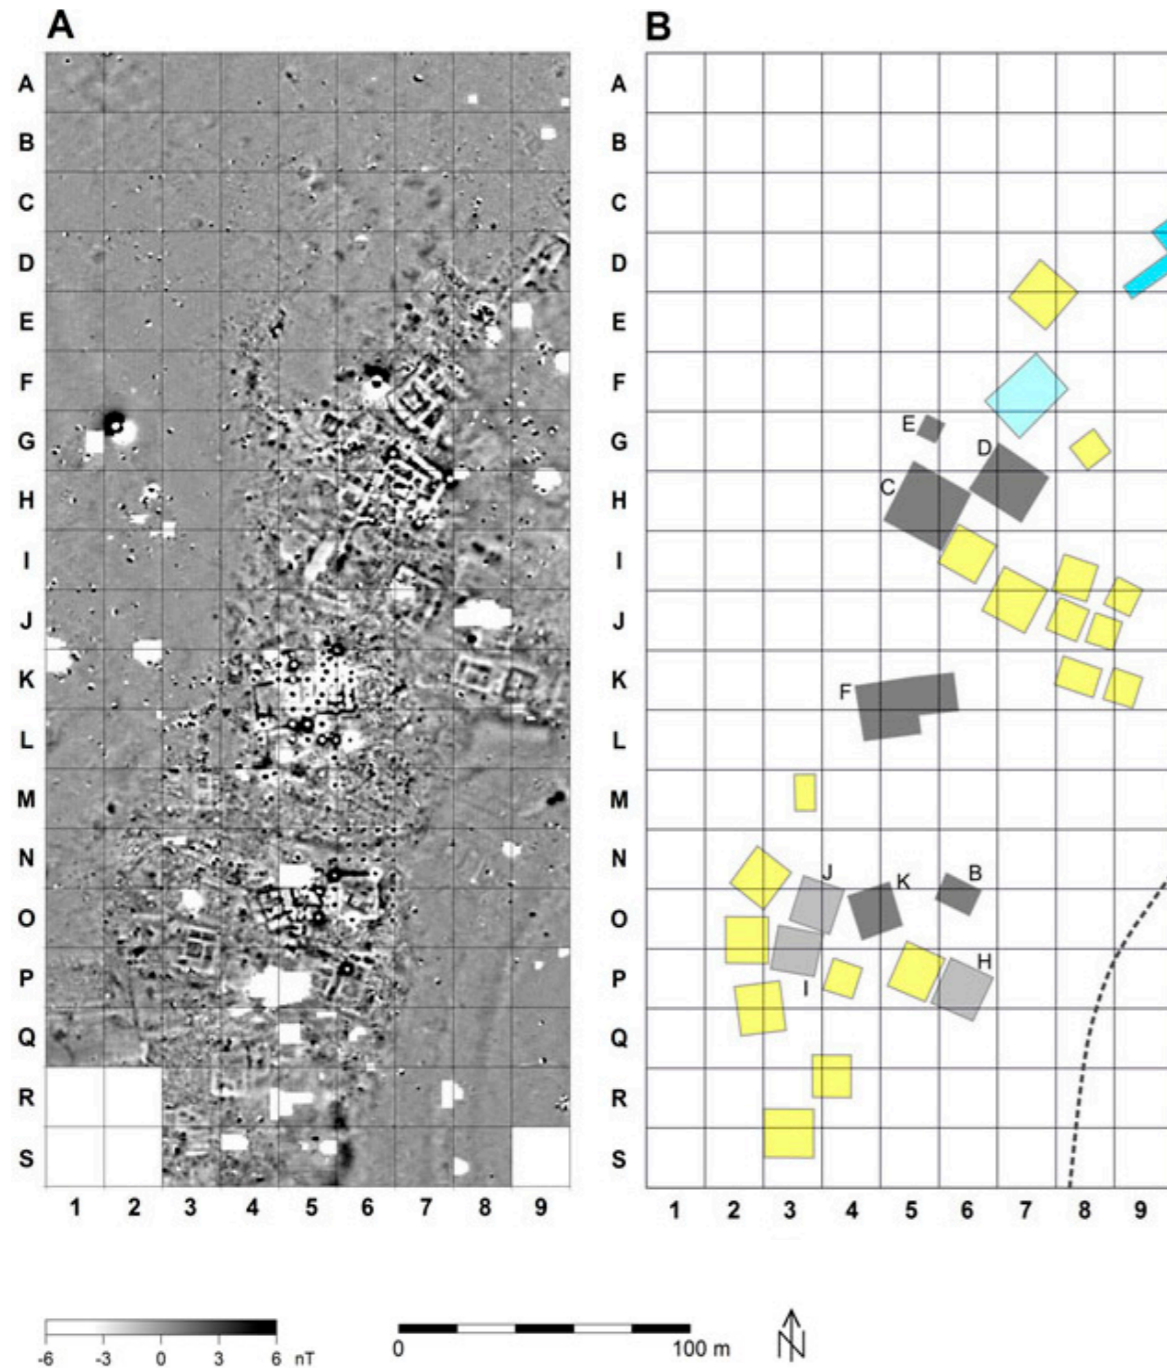 A B
A A
B B
C C
D D
E E
F F
G E G
D
H C H
I I
J J
K F K
L L
M M
N N
J K B
O O
P I H P
Q Q
R R
S S
1 2 3 4 5 6 7 8 9 1 2 3 4 5 6 7 8 9
-6 -3 0 3 6 nT 0 100 m N